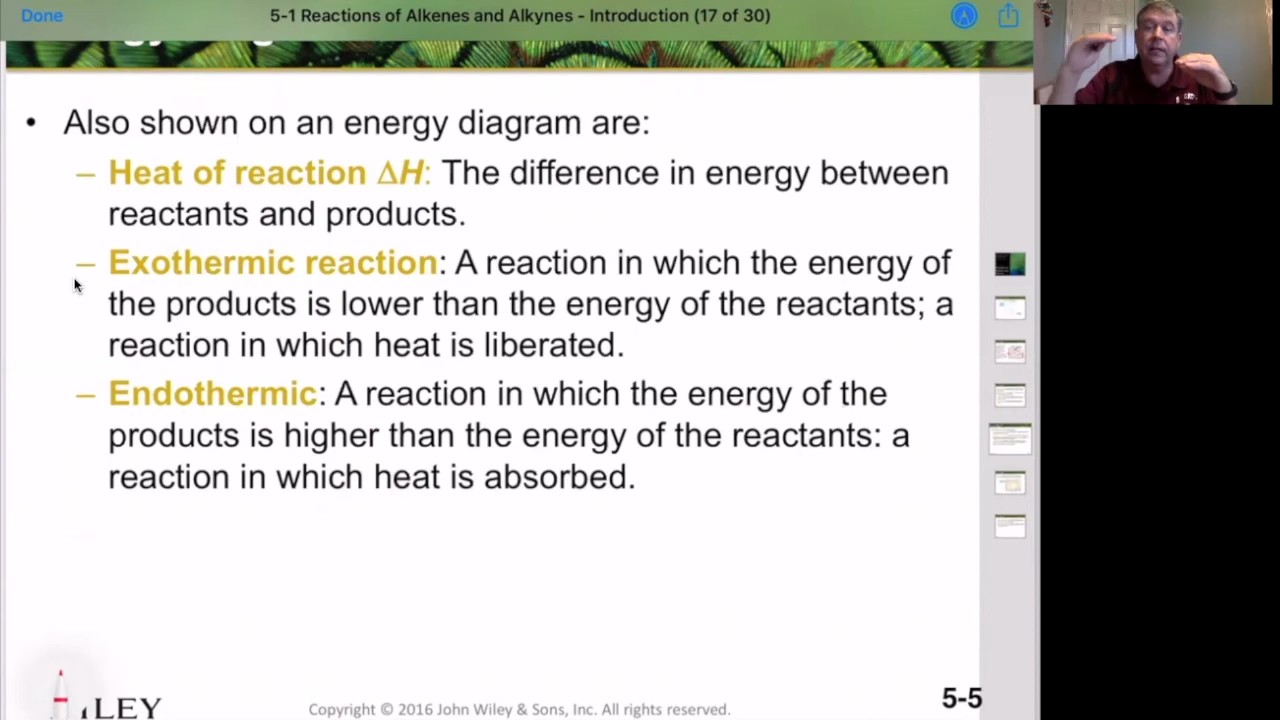 Done
5-1 Reactions of Alkenes and Alkynes - Introduction (17 of 30)
• Also shown on an energy diagram are:
– Heat of reaction ΔH: The difference in energy between
reactants and products.
– Exothermic reaction: A reaction in which the energy of
the products is lower than the energy of the reactants; a
reaction in which heat is liberated.
– Endothermic: A reaction in which the energy of the
products is higher than the energy of the reactants: a
reaction in which heat is absorbed.
LEY
Copyright © 2016 John Wiley & Sons, Inc. All rights reserved.
5-5